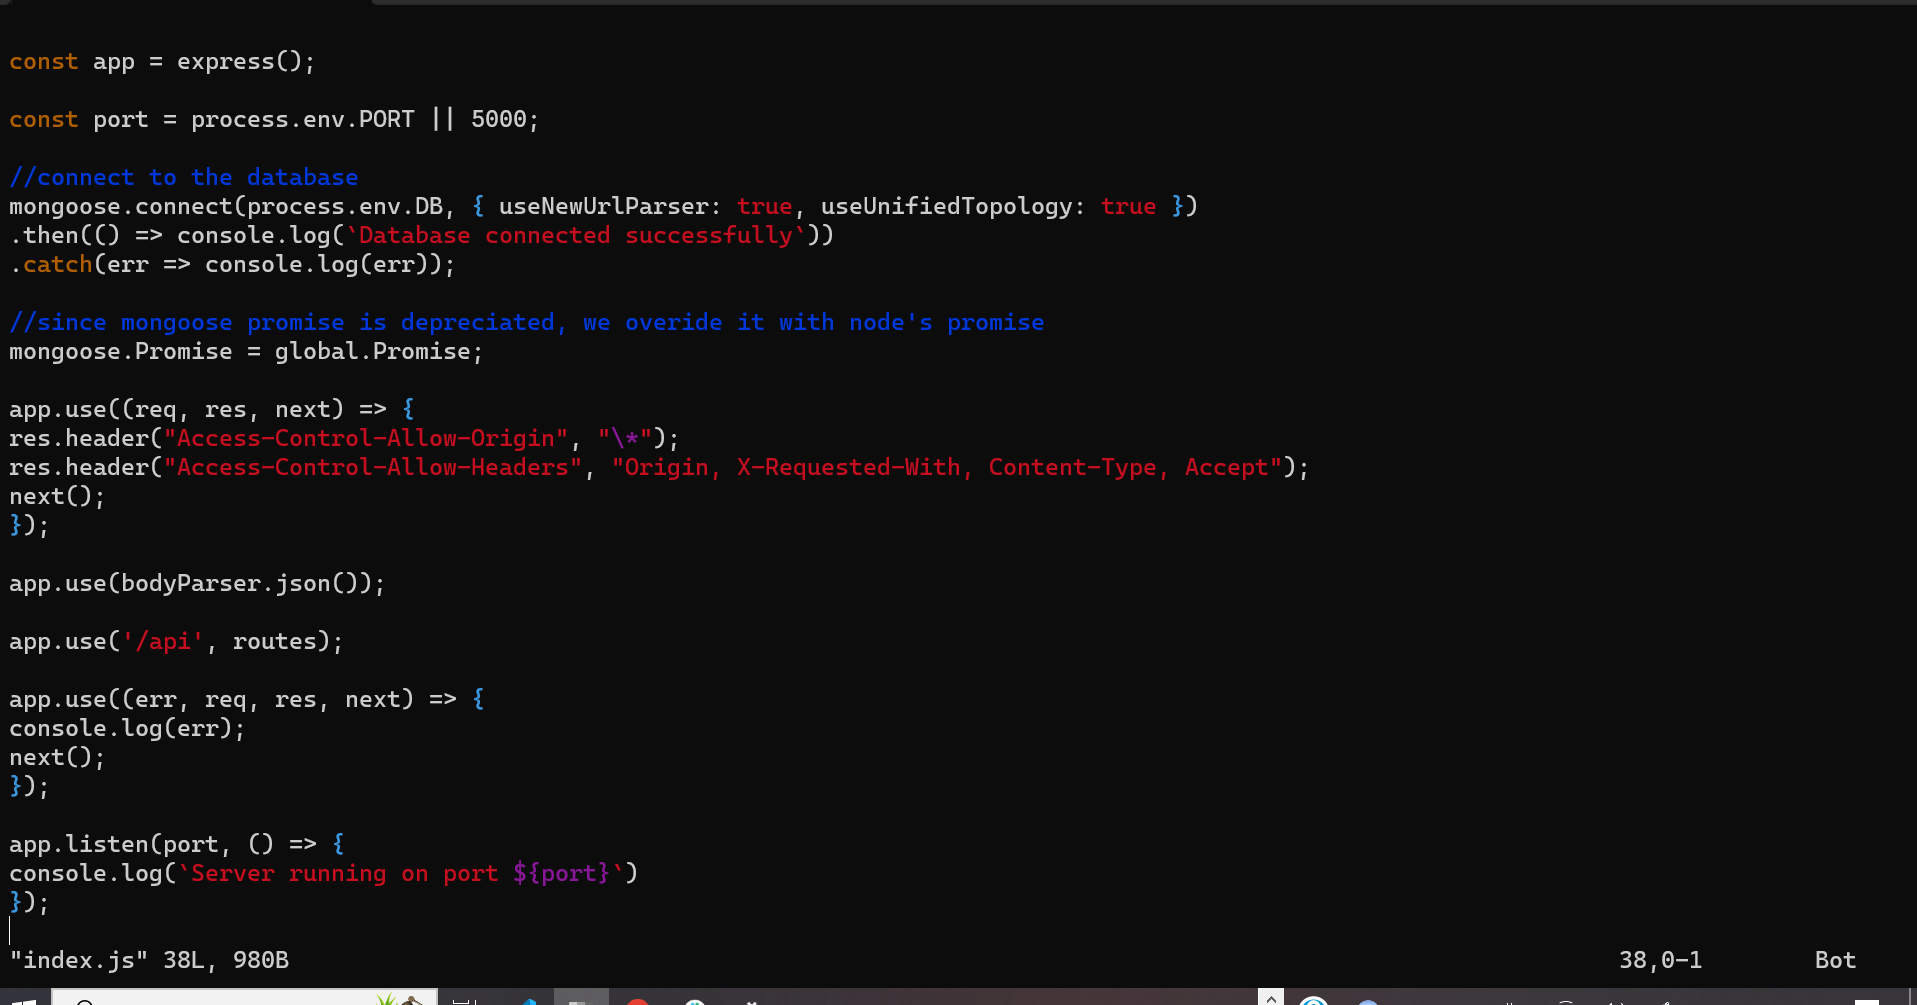 const app = express();
const port = process.env.PORT || 5000;
//connect to the database
mongoose.connect(process.env.DB, { useNewUrlParser: true, useUnifiedTopology: true })
.then(() => console.log(`Database connected successfully`))
.catch(err => console.log(err));
//since mongoose promise is depreciated, we overide it with node's promise
mongoose.Promise = global.Promise;
app.use((req, res, next) => {
res.header("Access-Control-Allow-Origin", "\*");
res.header("Access-Control-Allow-Headers", "Origin, X-Requested-With, Content-Type, Accept");
next();
});
app.use(bodyParser.json());
app.use('/api', routes);
app.use((err, req, res, next) => {
console.log(err);
next();
});
app.listen(port, () => {
console.log(`Server running on port ${port}`)
});
"index.js" 38L, 980B 38,0-1 Bot